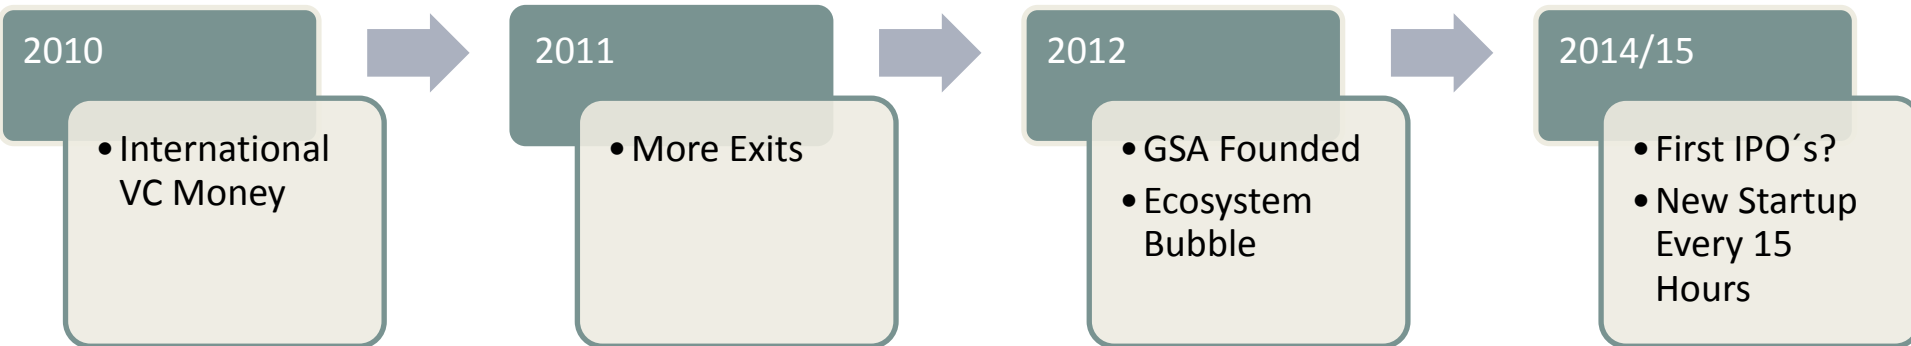 2010
• International
VC Money
2011
• More Exits
2012
• GSA Founded
• Ecosystem
Bubble
2014/15
• First IPO´s?
• New Startup
Every 15
Hours